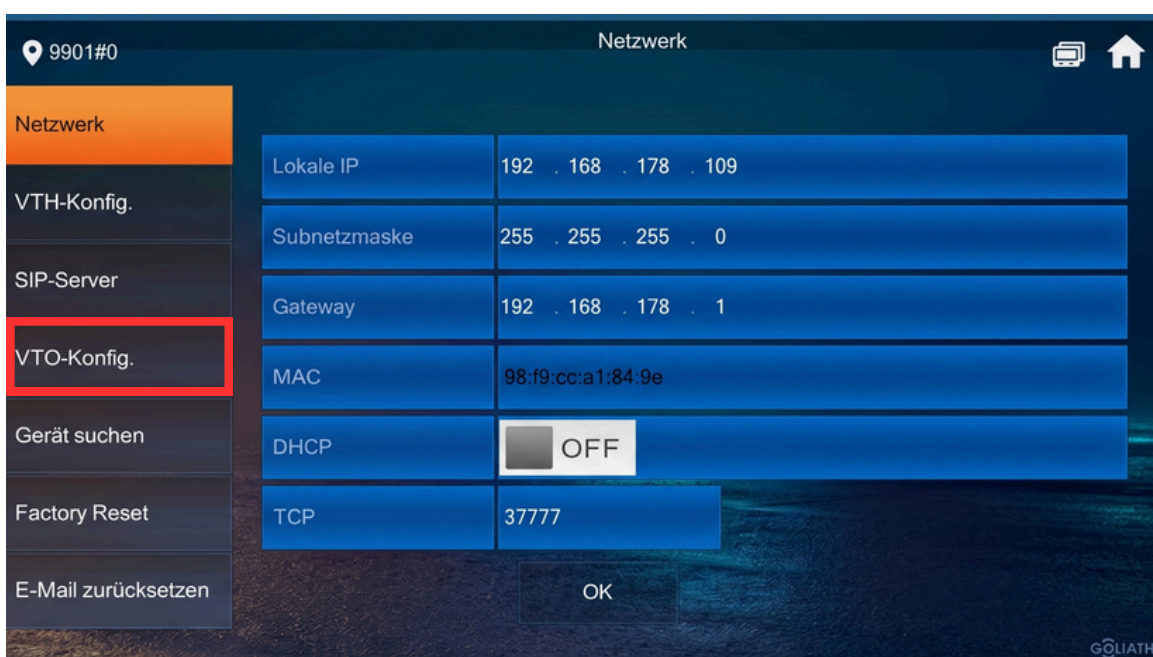 9901#0
Netzwerk
Netzwerk
VTH-Konfig.
SIP-Server
VTO-Konfig.
Gerät suchen
Factory Reset
E-Mail zurücksetzen
Lokale IP 192 . 168 . 178 . 109
Subnetzmaske 255 . 255 . 255 . 0
Gateway 192 . 168 . 178 . 1
MAC 98:f9:cc:a1:84:9e
DHCP OFF
TCP 37777
OK
GOLIATH